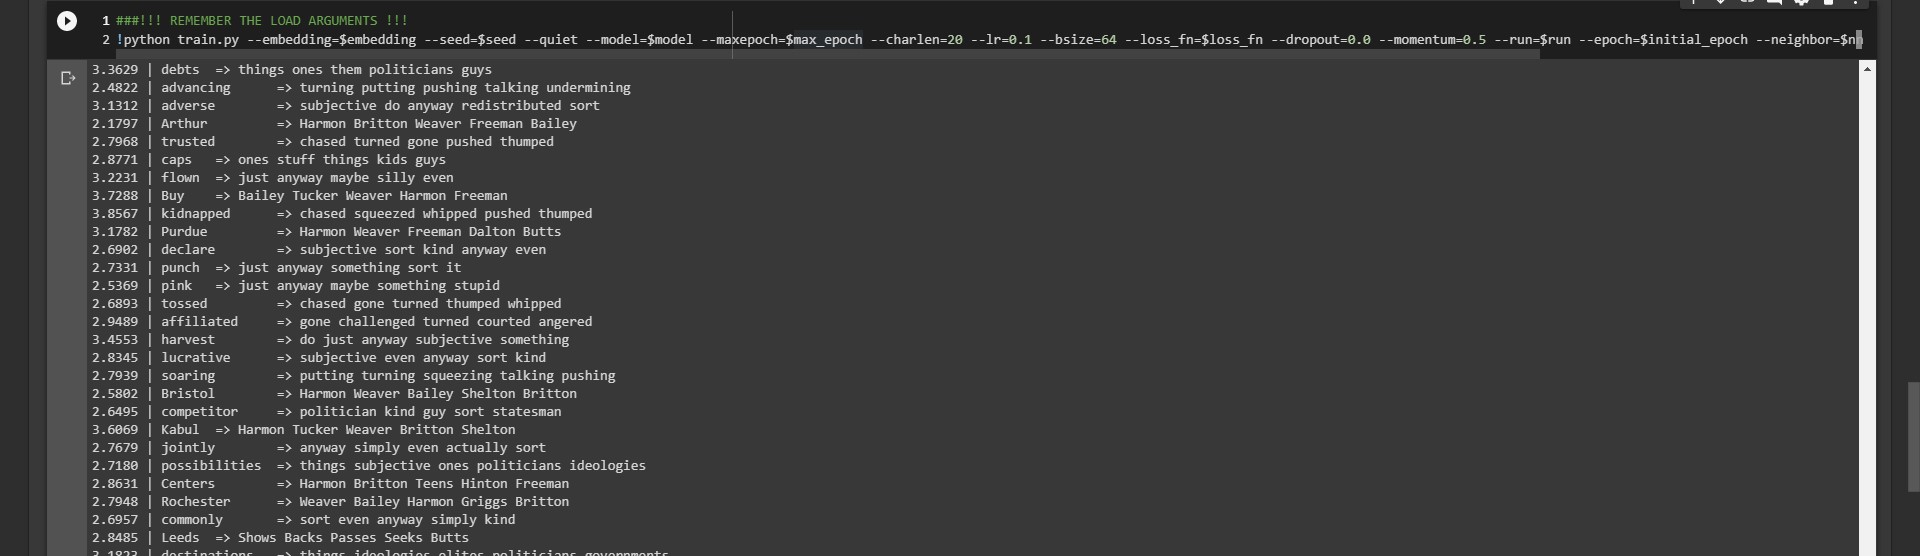 1 ###!!! REMEMBER THE LOAD ARGUMENTS !!!
2 !python train.py --embedding=$embedding --seed=$seed --quiet --model=$model --maxepoch=$max_epoch --charlen=20 --lr=0.1 --bsize=64 --loss_fn=$loss_fn --dropout=0.0 --momentum=0.5 --run=$run --epoch=$initial_epoch --neighbor=$nn
3.3629 | debts => things ones them politicians guys
2.4822 | advancing => turning putting pushing talking undermining
3.1312 | adverse => subjective do anyway redistributed sort
2.1797 | Arthur => Harmon Britton Weaver Freeman Bailey
2.7968 | trusted => chased turned gone pushed thumped
2.8771 | caps => ones stuff things kids guys
3.2231 | flown => just anyway maybe silly even
3.7288 | Buy => Bailey Tucker Weaver Harmon Freeman
3.8567 | kidnapped => chased squeezed whipped pushed thumped
3.1782 | Purdue => Harmon Weaver Freeman Dalton Butts
2.6902 | declare => subjective sort kind anyway even
2.7331 | punch => just anyway something sort it
2.5369 | pink => just anyway maybe something stupid
2.6893 | tossed => chased gone turned thumped whipped
2.9489 | affiliated => gone challenged turned courted angered
3.4553 | harvest => do just anyway subjective something
2.8345 | lucrative => subjective even anyway sort kind
2.7939 | soaring => putting turning squeezing talking pushing
2.5802 | Bristol => Harmon Weaver Bailey Shelton Britton
2.6495 | competitor => politician kind guy sort statesman
3.6069 | Kabul => Harmon Tucker Weaver Britton Shelton
2.7679 | jointly => anyway simply even actually sort
2.7180 | possibilities => things subjective ones politicians ideologies
2.8631 | Centers => Harmon Britton Teens Hinton Freeman
2.7948 | Rochester => Weaver Bailey Harmon Griggs Britton
2.6957 | commonly => sort even anyway simply kind
2.8485 | Leeds => Shows Backs Passes Seeks Butts
3.1823 | destinations => things ideologies elites politicians governments